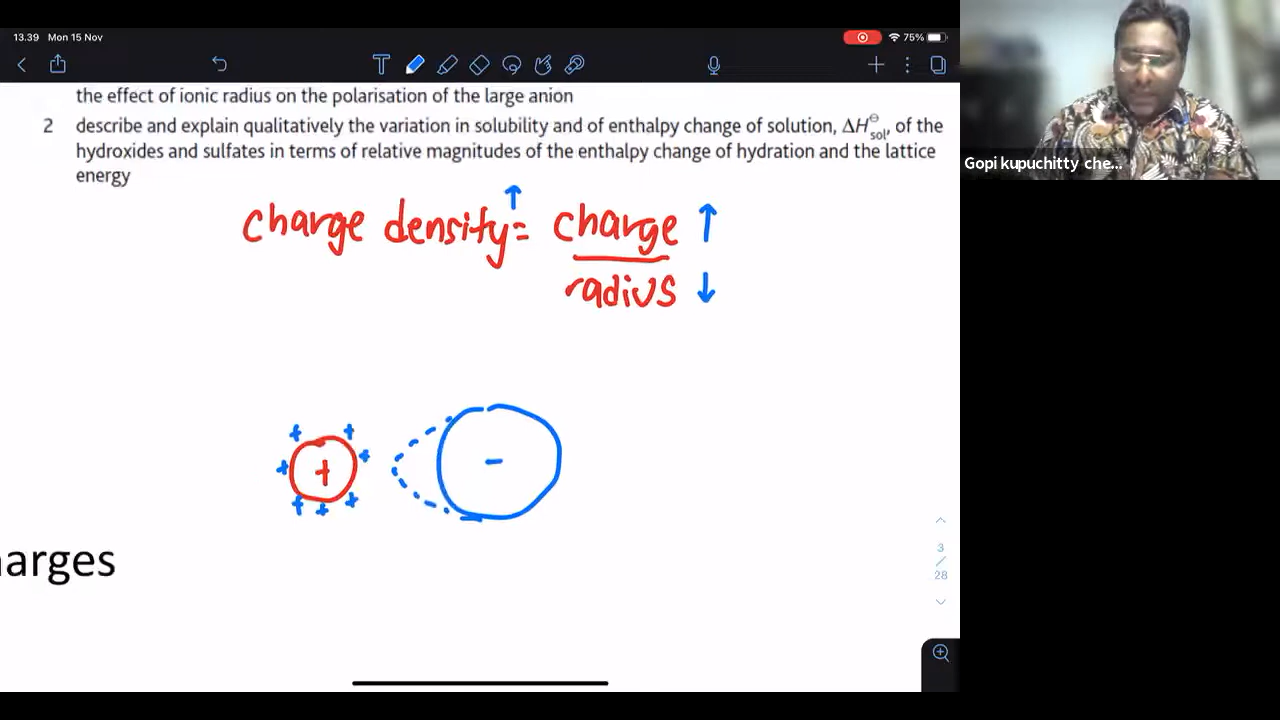 13.39 Mon 15 Nov
75%
T
the effect of ionic radius on the polarisation of the large anion
2 describe and explain qualitatively the variation in solubility and of enthalpy change of solution, ΔH⦵sol, of the
hydroxides and sulfates in terms of relative magnitudes of the enthalpy change of hydration and the lattice
energy
Gopi kupuchitty che...
charge density↑ = charge ↑
radius ↓
+ +
+ + +
-
+ + +
arges
3
/
28